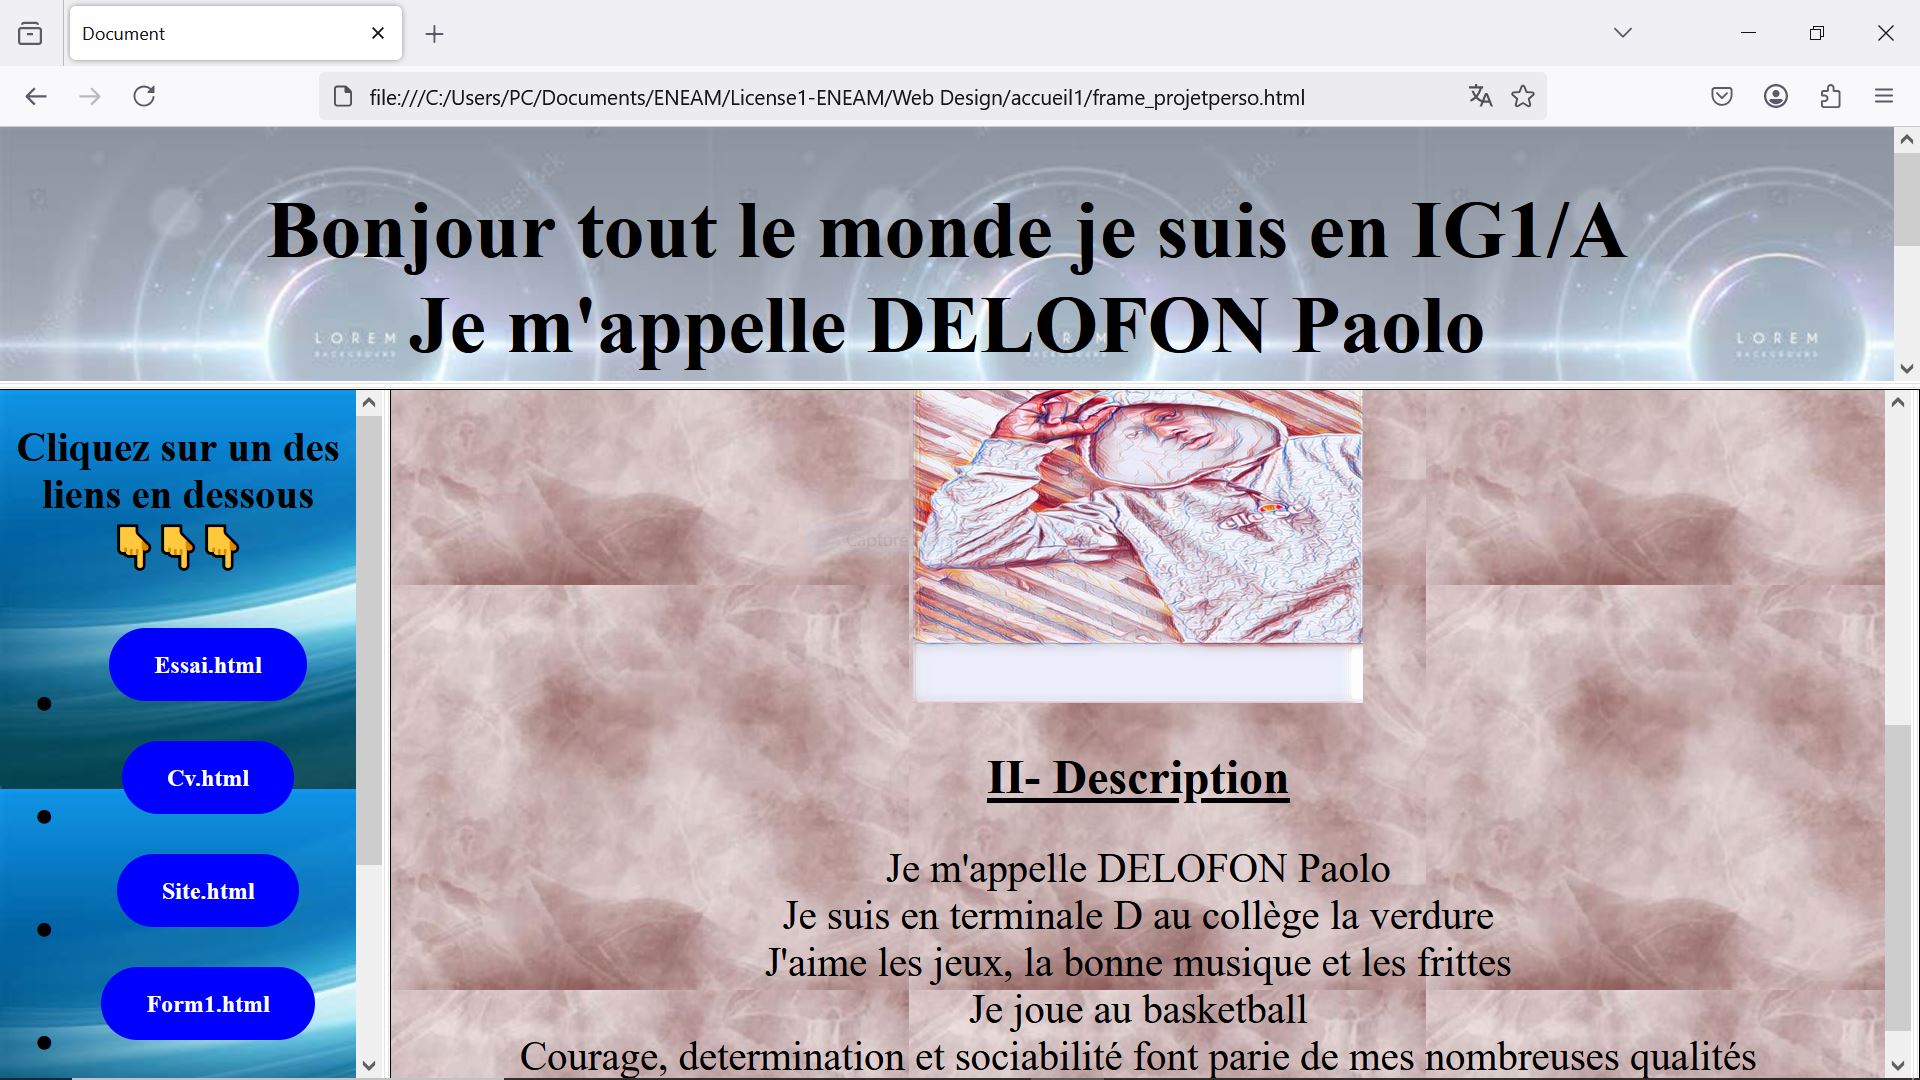 Document
file:///C:/Users/PC/Documents/ENEAM/License1-ENEAM/Web Design/accueil1/frame_projetperso.html
Bonjour tout le monde je suis en IG1/A
Je m'appelle DELOFON Paolo
LOREM
BACKGROUND
LOREM
BACKGROUND
Cliquez sur un des
liens en dessous
👇👇👇
Essai.html
Cv.html
Site.html
Form1.html
Capture
II- Description
Je m'appelle DELOFON Paolo
Je suis en terminale D au collège la verdure
J'aime les jeux, la bonne musique et les frittes
Je joue au basketball
Courage, determination et sociabilité font parie de mes nombreuses qualités